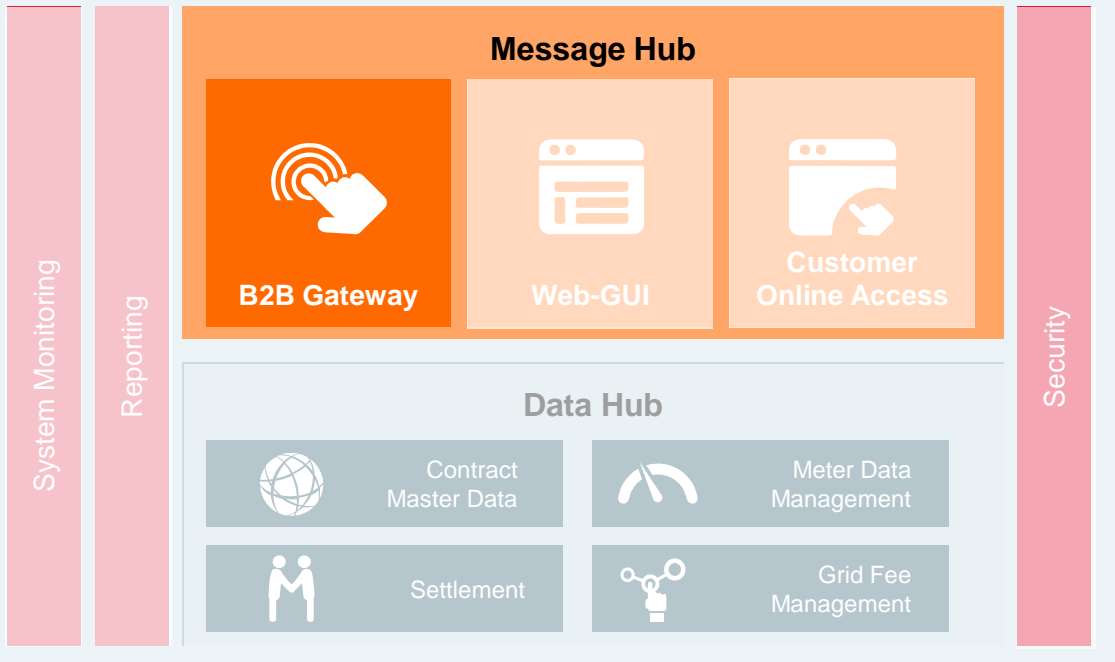 System Monitoring
Reporting
Message Hub
B2B Gateway
Web-GUI
Customer
Online Access
Data Hub
Contract
Master Data
Meter Data
Management
Settlement
Grid Fee
Management
Security